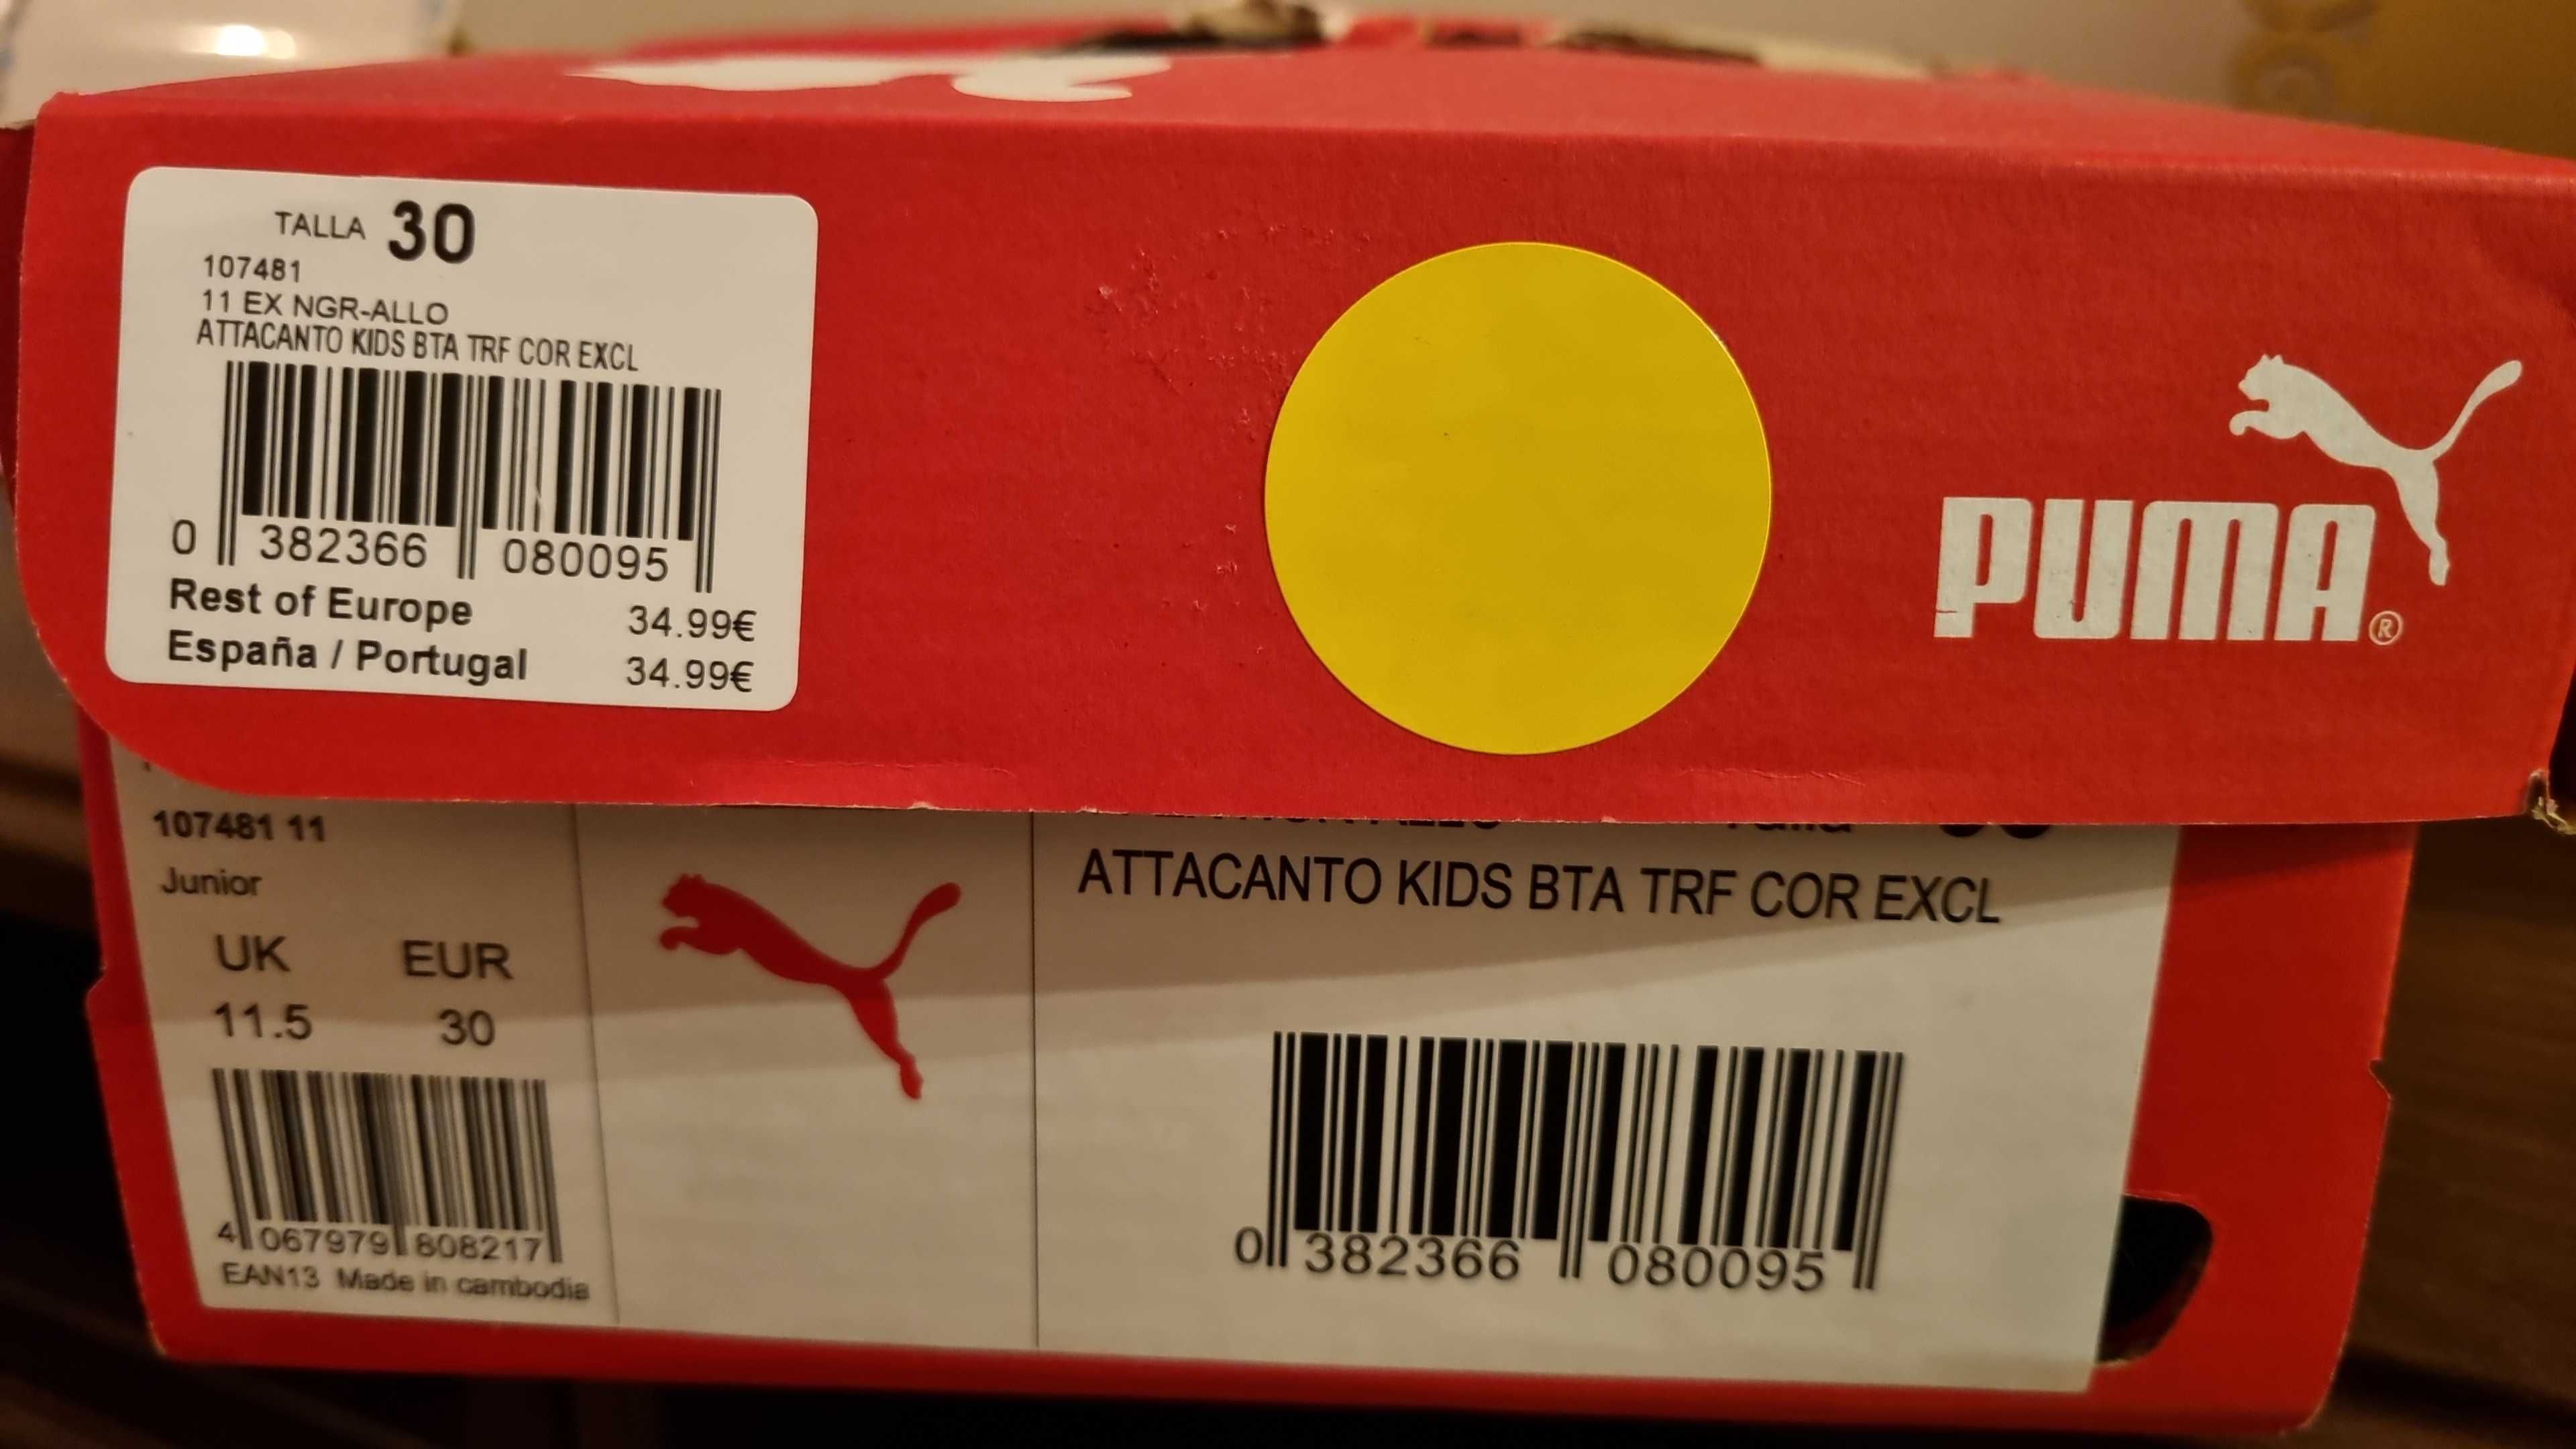 TALLA 30
107481
11 EX NGR-ALLO
ATTACANTO KIDS BTA TRF COR EXCL
0 382366 080095
Rest of Europe 34.99€
España / Portugal 34.99€
PUMA®
107481 11
Junior
UK EUR
11.5 30
4 067979 808217
EAN13 Made in cambodia
ATTACANTO KIDS BTA TRF COR EXCL
0 382366 080095